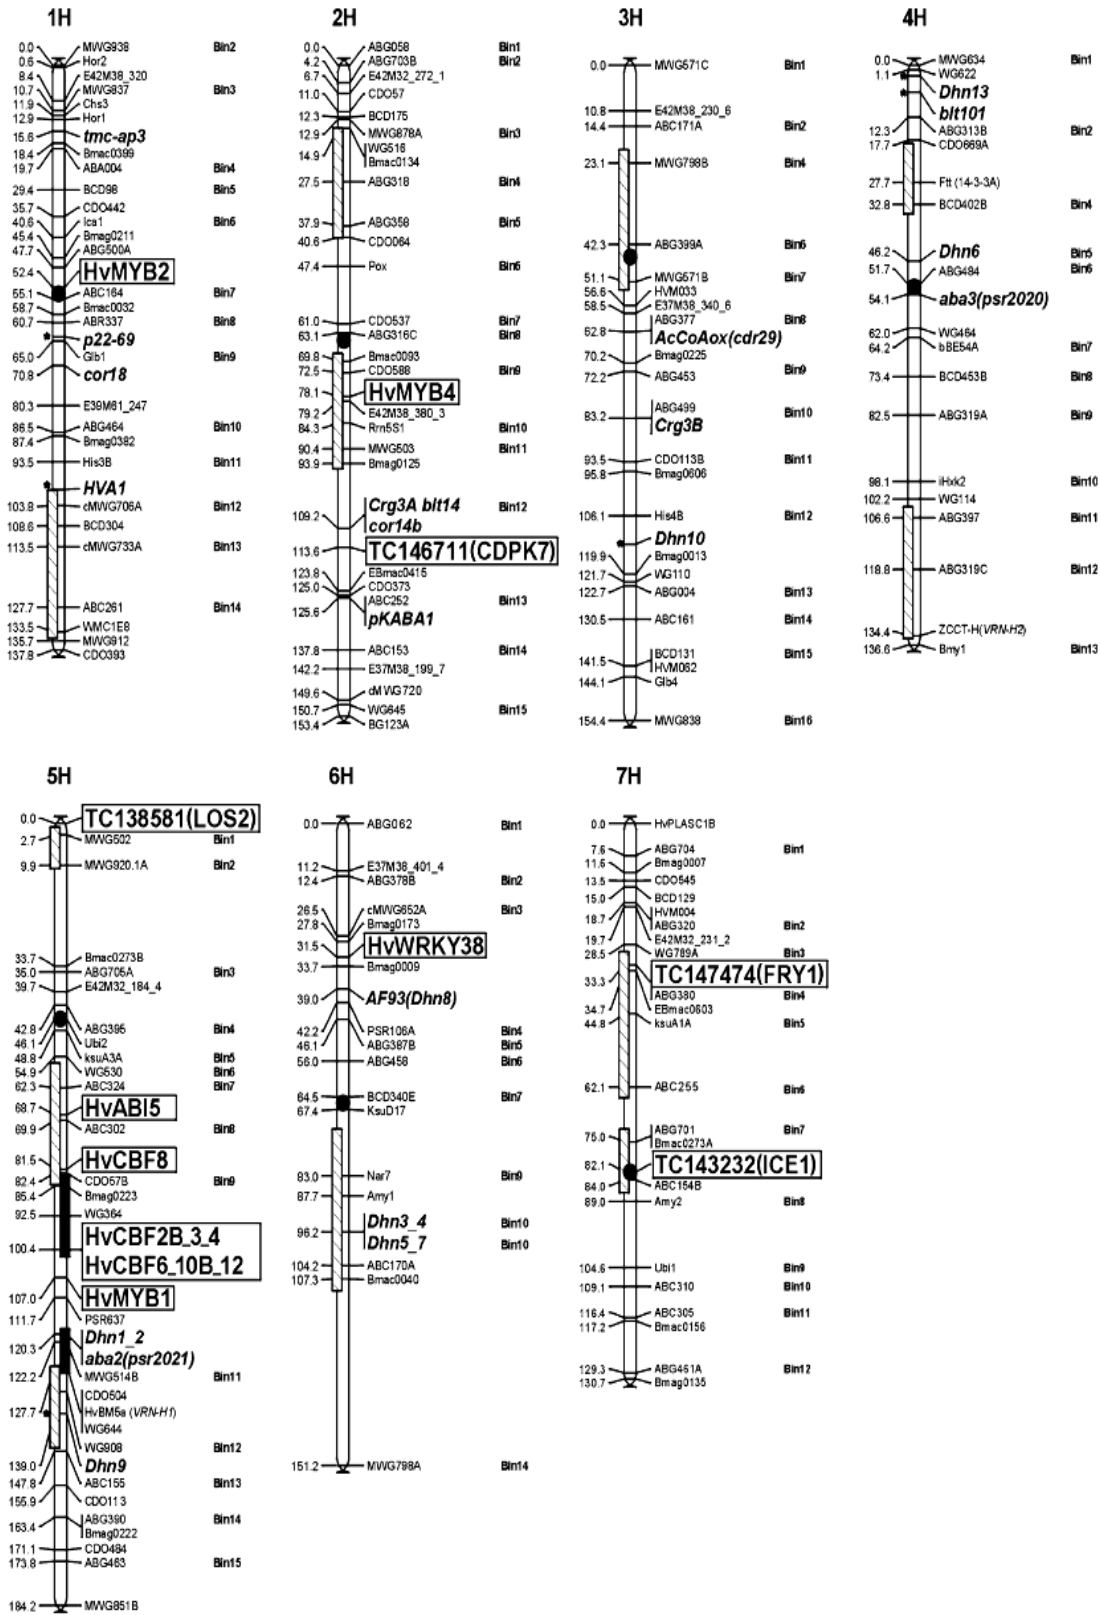 1H
0.0 MWG938 Bin2
0.6 Hor2
8.4 E42M38_320
10.7 MWG837 Bin3
11.9 Chs3
12.9 Hor1
15.6 tmc-ap3
18.4 Bmac0399
19.7 ABA004 Bin4
29.4 BCD98 Bin5
35.7 CDO442
40.6 Ica1 Bin6
45.4 Bmag0211
47.7 ABG500A
52.4 HvMYB2
55.1 ABC164 Bin7
58.7 Bmac0032
60.7 ABR337 Bin8
* p22-69
65.0 Glb1 Bin9
70.8 cor18
80.3 E39M61_247
86.5 ABG464 Bin10
87.4 Bmag0382
93.5 His3B Bin11
* HVA1
103.8 cMWG706A Bin12
108.6 BCD304
113.5 cMWG733A Bin13
127.7 ABC261 Bin14
133.5 WMC1E8
135.7 MWG912
137.8 CDO393
2H
0.0 ABG058 Bin1
4.2 ABG703B Bin2
6.7 E42M32_272_1
11.0 CDO57
12.3 BCD175
12.9 MWG878A Bin3
WG516
14.9 Bmac0134
27.5 ABG318 Bin4
37.9 ABG358 Bin5
40.6 CDO064
47.4 Pox Bin6
61.0 CDO537 Bin7
63.1 ABG316C Bin8
69.8 Bmac0093
72.5 CDO588 Bin9
78.1 HvMYB4
79.2 E42M38_380_3
84.3 Rrn5S1 Bin10
90.4 MWG503 Bin11
93.9 Bmag0125
Crg3A blt14 Bin12
109.2 cor14b
113.6 TC146711(CDPK7)
123.8 EBmac0415
125.0 CDO373
ABC252 Bin13
125.6 pKABA1
137.8 ABC153 Bin14
142.2 E37M38_199_7
149.6 cMWG720
150.7 WG645 Bin15
153.4 BG123A
3H
0.0 MWG571C Bin1
10.8 E42M38_230_6
14.4 ABC171A Bin2
23.1 MWG798B Bin4
42.3 ABG399A Bin6
51.1 MWG571B Bin7
56.6 HVM033
58.5 E37M38_340_6
ABG377 Bin8
62.8 AcCoAox(cdr29)
70.2 Bmag0225
72.2 ABG453 Bin9
ABG499 Bin10
83.2 Crg3B
93.5 CDO113B Bin11
95.8 Bmag0606
106.1 His4B Bin12
* Dhn10
119.9 Bmag0013
121.7 WG110
122.7 ABG004 Bin13
130.5 ABC161 Bin14
BCD131 Bin15
141.5 HVM062
144.1 Glb4
154.4 MWG838 Bin16
4H
0.0 MWG634 Bin1
1.1 WG622
* Dhn13
* blt101
12.3 ABG313B Bin2
17.7 CDO669A
27.7 Ftt (14-3-3A)
32.8 BCD402B Bin4
46.2 Dhn6 Bin5
51.7 ABG484 Bin6
54.1 aba3(psr2020)
62.0 WG464
64.2 bBE54A Bin7
73.4 BCD453B Bin8
82.5 ABG319A Bin9
98.1 iHxk2 Bin10
102.2 WG114
106.6 ABG397 Bin11
118.8 ABG319C Bin12
134.4 ZCCT-H(VRN-H2)
136.6 Bmy1 Bin13
5H
0.0 TC138581(LOS2)
2.7 MWG502 Bin1
9.9 MWG920.1A Bin2
33.7 Bmac0273B
35.0 ABG705A Bin3
39.7 E42M32_184_4
42.8 ABG395 Bin4
46.1 Ubi2
48.8 ksuA3A Bin5
54.9 WG530 Bin6
62.3 ABC324 Bin7
68.7 HvABI5
69.9 ABC302 Bin8
81.5 HvCBF8
82.4 CDO57B Bin9
85.4 Bmag0223
92.5 WG364
HvCBF2B_3_4
100.4 HvCBF6_10B_12
107.0 HvMYB1
111.7 PSR637
Dhn1_2
120.3 aba2(psr2021)
122.2 MWG514B Bin11
CDO504
127.7 * HvBM5a (VRN-H1)
WG644
WG908 Bin12
139.0 Dhn9
147.8 ABC155 Bin13
155.9 CDO113
ABG390 Bin14
163.4 Bmag0222
171.1 CDO484
173.8 ABG463 Bin15
184.2 MWG851B
6H
0.0 ABG062 Bin1
11.2 E37M38_401_4
12.4 ABG378B Bin2
26.5 cMWG652A Bin3
27.8 Bmag0173
31.5 HvWRKY38
33.7 Bmag0009
39.0 AF93(Dhn8)
42.2 PSR106A Bin4
46.1 ABG387B Bin5
56.0 ABG458 Bin6
64.5 BCD340E Bin7
67.4 KsuD17
83.0 Nar7 Bin9
87.7 Amy1
Dhn3_4 Bin10
96.2 Dhn5_7 Bin10
104.2 ABC170A
107.3 Bmac0040
151.2 MWG798A Bin14
7H
0.0 HvPLASC1B
7.6 ABG704 Bin1
11.6 Bmag0007
13.5 CDO545
15.0 BCD129
HVM004
18.7 ABG320 Bin2
19.7 E42M32_231_2
28.5 WG789A Bin3
33.3 TC147474(FRY1)
ABG380 Bin4
34.7 EBmac0603
44.8 ksuA1A Bin5
62.1 ABC255 Bin6
ABG701 Bin7
75.0 Bmac0273A
82.1 TC143232(ICE1)
84.0 ABC154B
89.0 Amy2 Bin8
104.6 Ubi1 Bin9
109.1 ABC310 Bin10
116.4 ABC305 Bin11
117.2 Bmac0156
129.3 ABG461A Bin12
130.7 Bmag0135